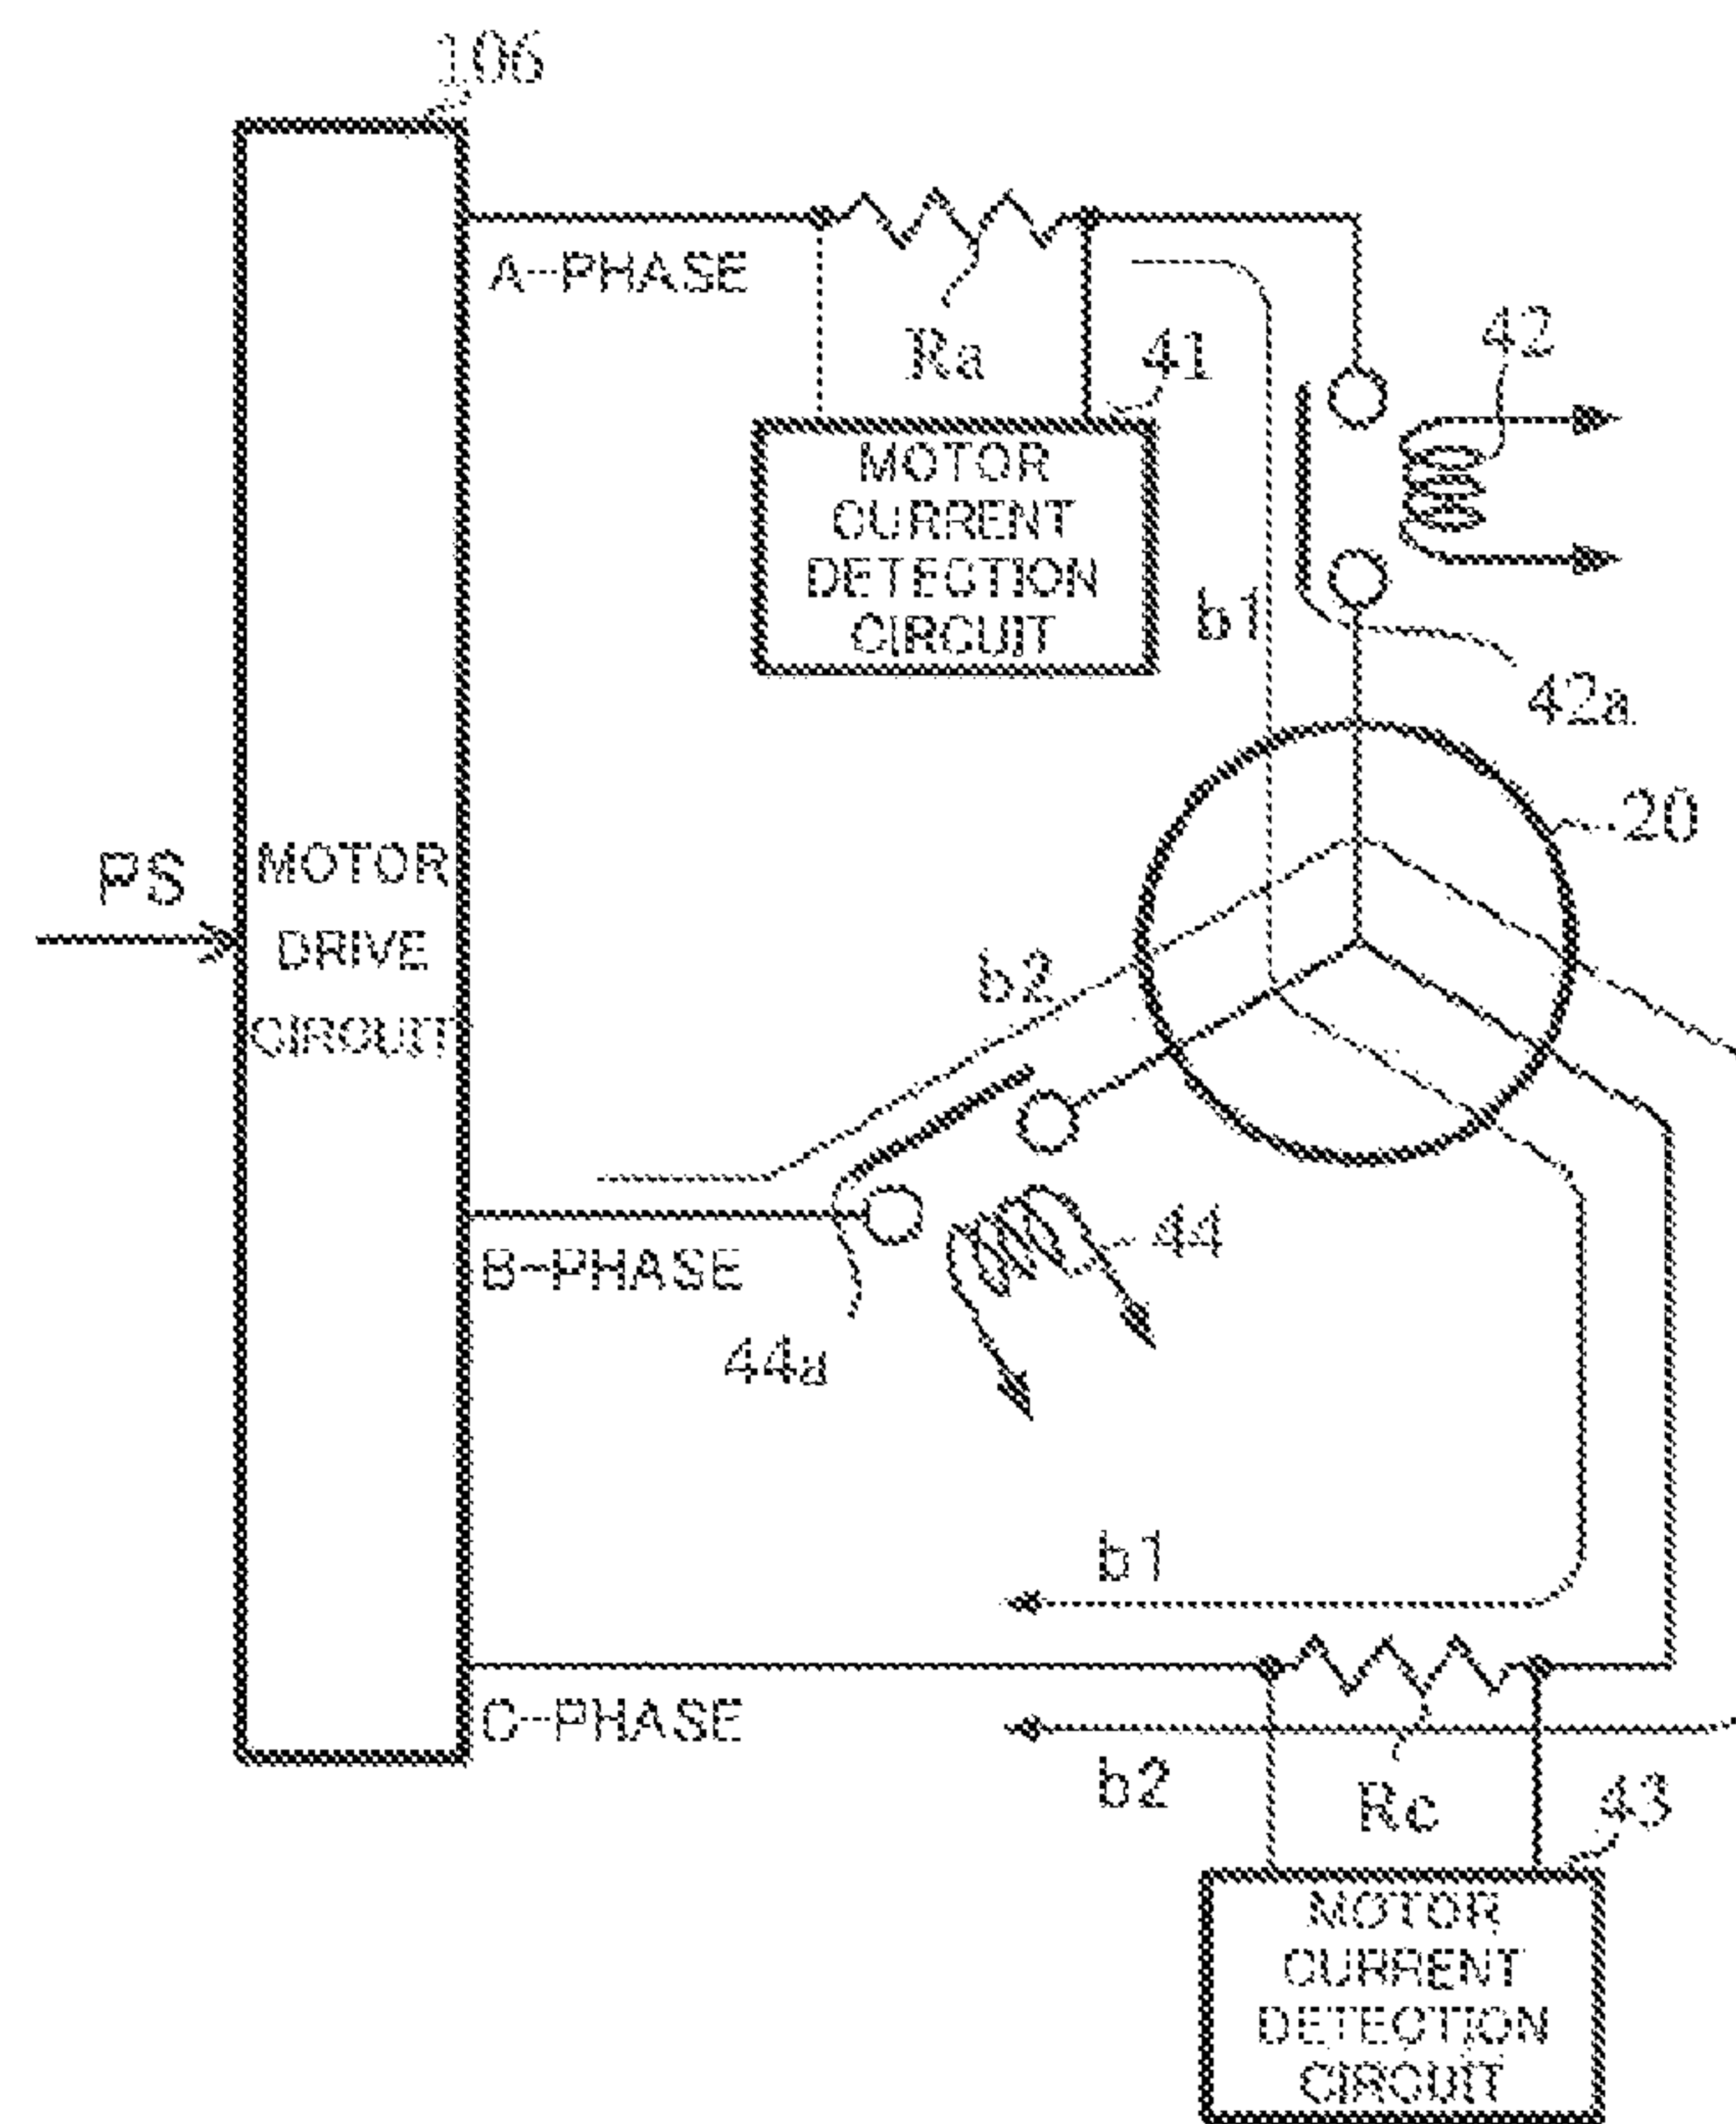 106
A-PHASE
Ra
41
42
MOTOR
CURRENT
DETECTION
CIRCUIT
b1
42a
20
PS
MOTOR
DRIVE
CIRCUIT
b2
B-PHASE
44
44a
b1
C-PHASE
b2
Rc
43
MOTOR
CURRENT
DETECTION
CIRCUIT